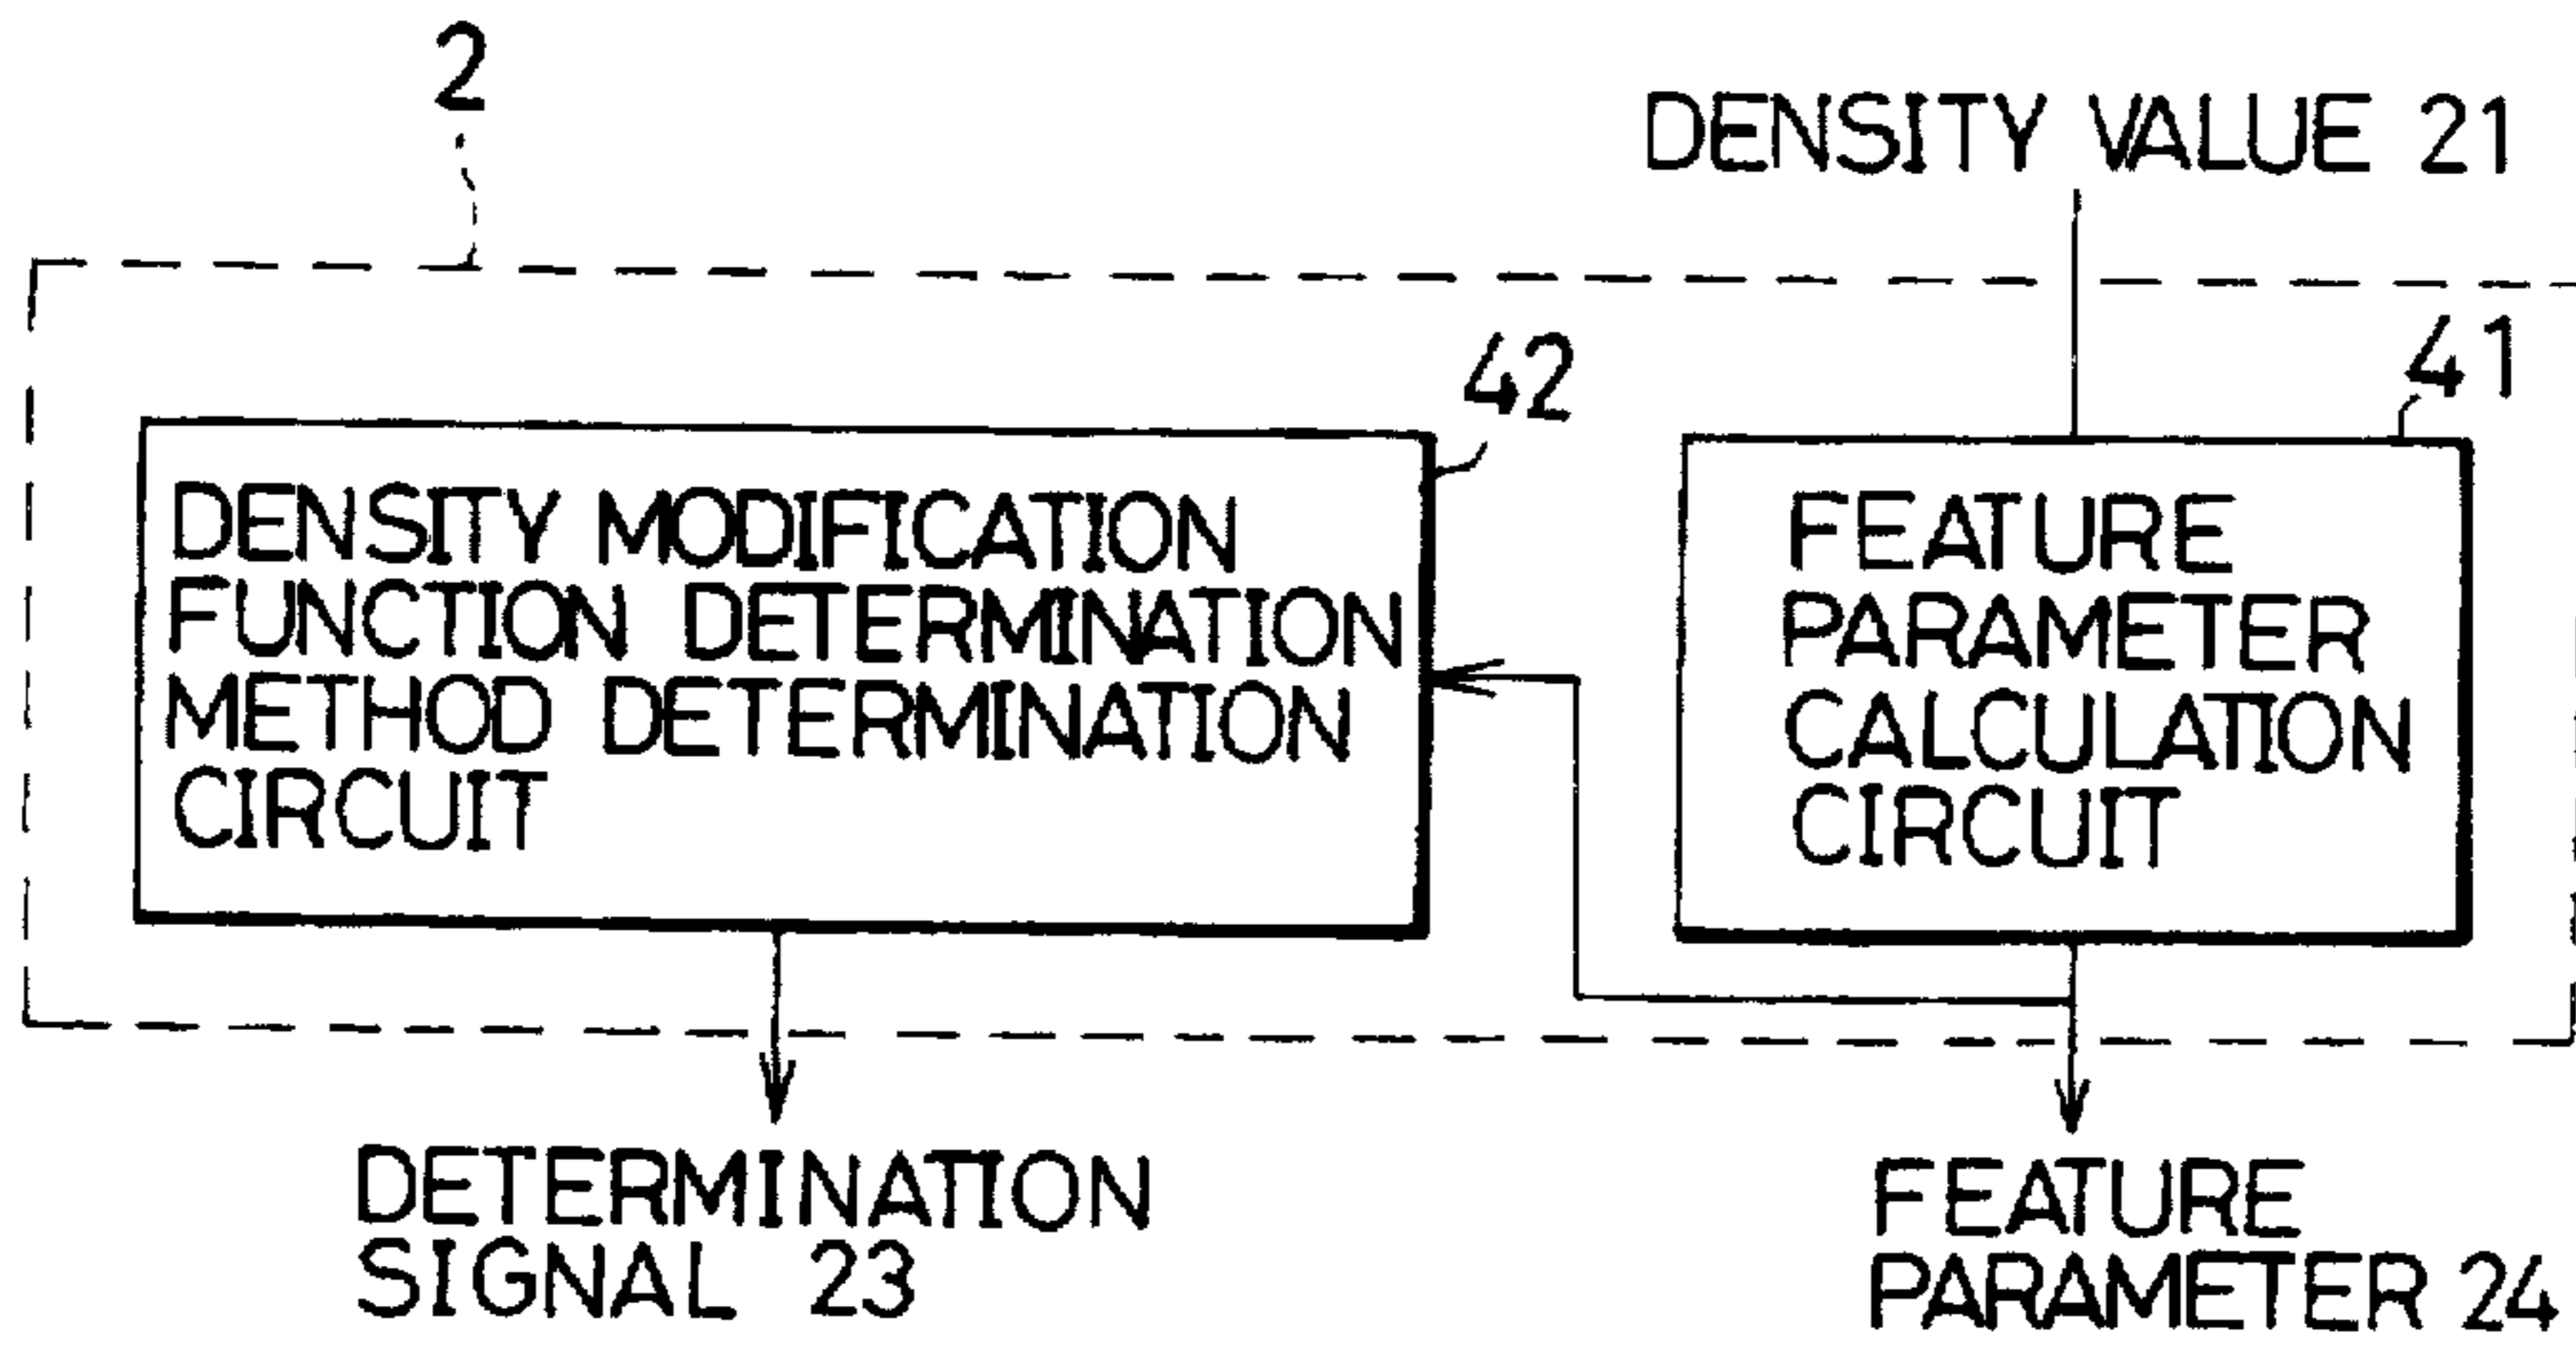 2
DENSITY VALUE 21
42
41
DENSITY MODIFICATION
FUNCTION DETERMINATION
METHOD DETERMINATION
CIRCUIT
FEATURE
PARAMETER
CALCULATION
CIRCUIT
DETERMINATION
SIGNAL 23
FEATURE
PARAMETER 24